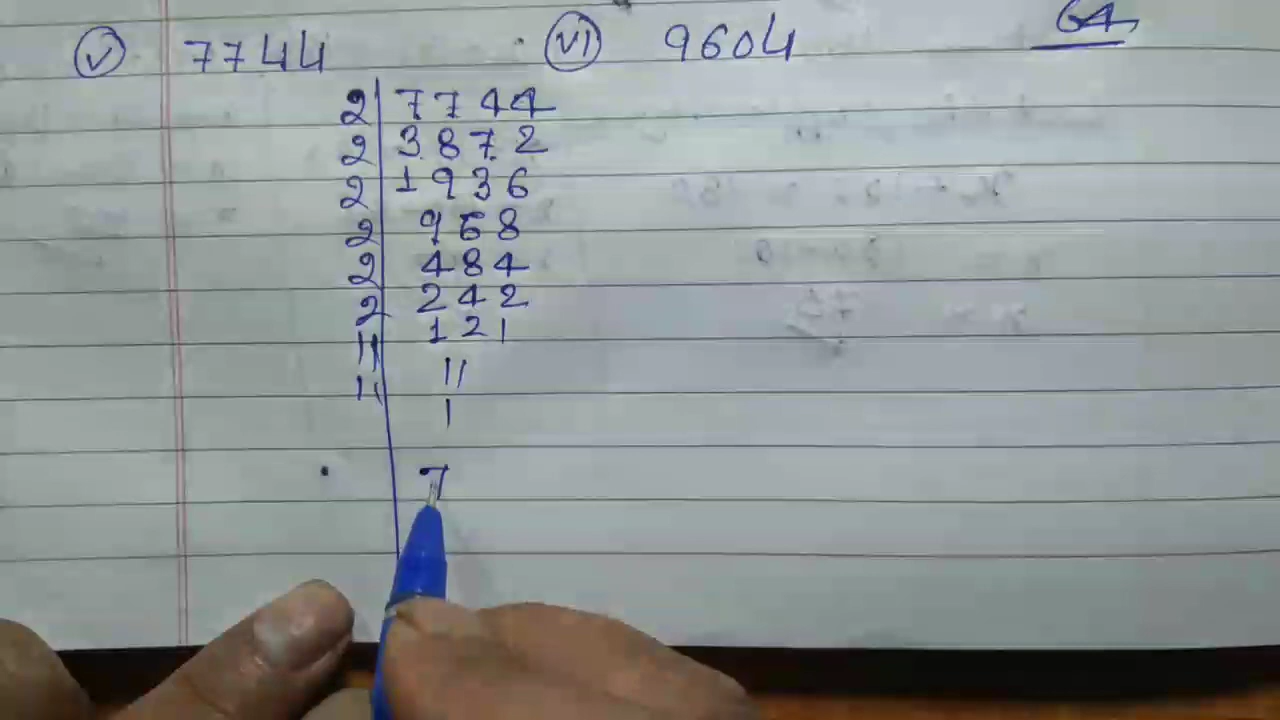 64
(v) 7744 (vi) 9604
2 | 7744
2 | 3872
2 | 1936
2 | 968
2 | 484
2 | 242
11 | 121
11 | 11
1
7